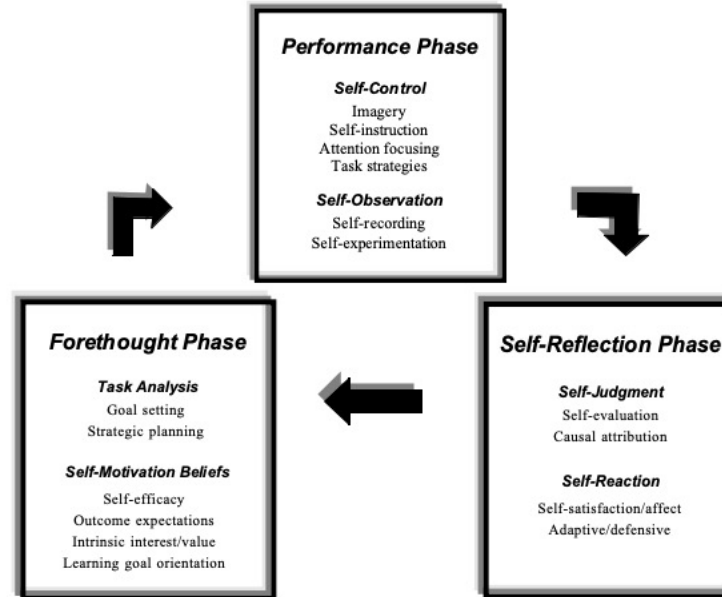 Performance Phase
Self-Control
Imagery
Self-instruction
Attention focusing
Task strategies
Self-Observation
Self-recording
Self-experimentation
Forethought Phase
Task Analysis
Goal setting
Strategic planning
Self-Motivation Beliefs
Self-efficacy
Outcome expectations
Intrinsic interest/value
Learning goal orientation
Self-Reflection Phase
Self-Judgment
Self-evaluation
Causal attribution
Self-Reaction
Self-satisfaction/affect
Adaptive/defensive